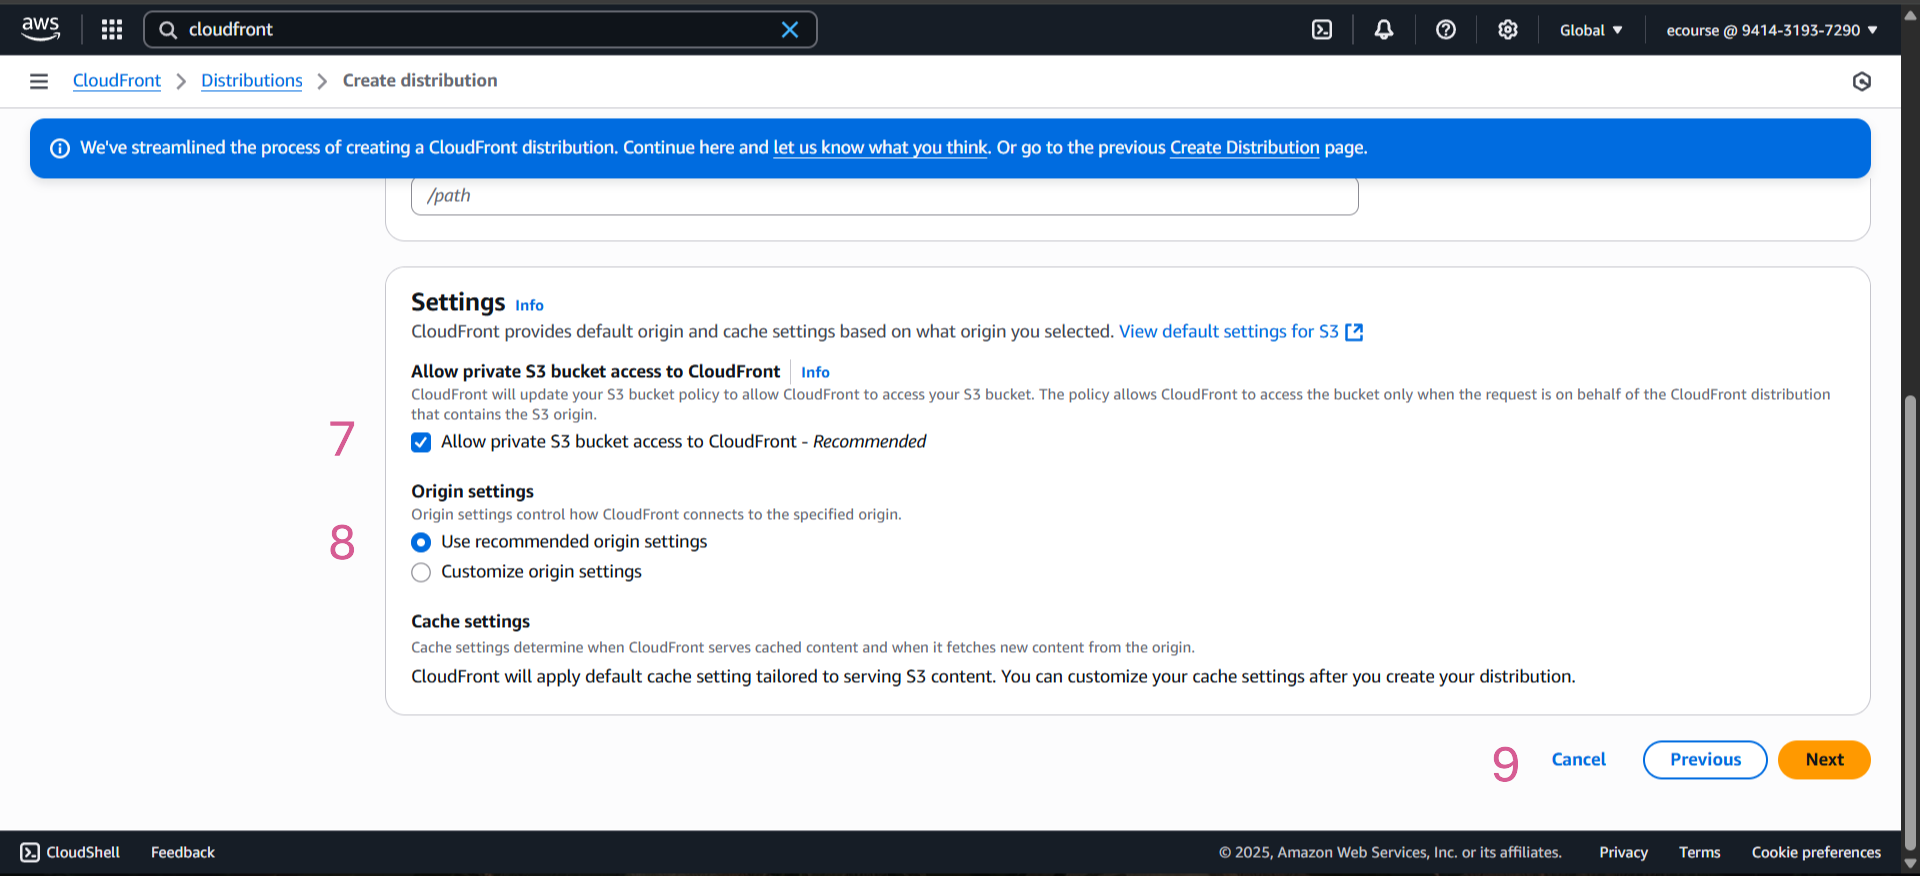 aws
cloudfront
Global
ecourse @ 9414-3193-7290
CloudFront
Distributions
Create distribution
We've streamlined the process of creating a CloudFront distribution. Continue here and let us know what you think. Or go to the previous Create Distribution page.
/path
Settings Info
CloudFront provides default origin and cache settings based on what origin you selected. View default settings for S3
Allow private S3 bucket access to CloudFront Info
CloudFront will update your S3 bucket policy to allow CloudFront to access your S3 bucket. The policy allows CloudFront to access the bucket only when the request is on behalf of the CloudFront distribution
that contains the S3 origin.
7
Allow private S3 bucket access to CloudFront - Recommended
Origin settings
Origin settings control how CloudFront connects to the specified origin.
8
Use recommended origin settings
Customize origin settings
Cache settings
Cache settings determine when CloudFront serves cached content and when it fetches new content from the origin.
CloudFront will apply default cache setting tailored to serving S3 content. You can customize your cache settings after you create your distribution.
9
Cancel
Previous
Next
CloudShell
Feedback
© 2025, Amazon Web Services, Inc. or its affiliates.
Privacy
Terms
Cookie preferences